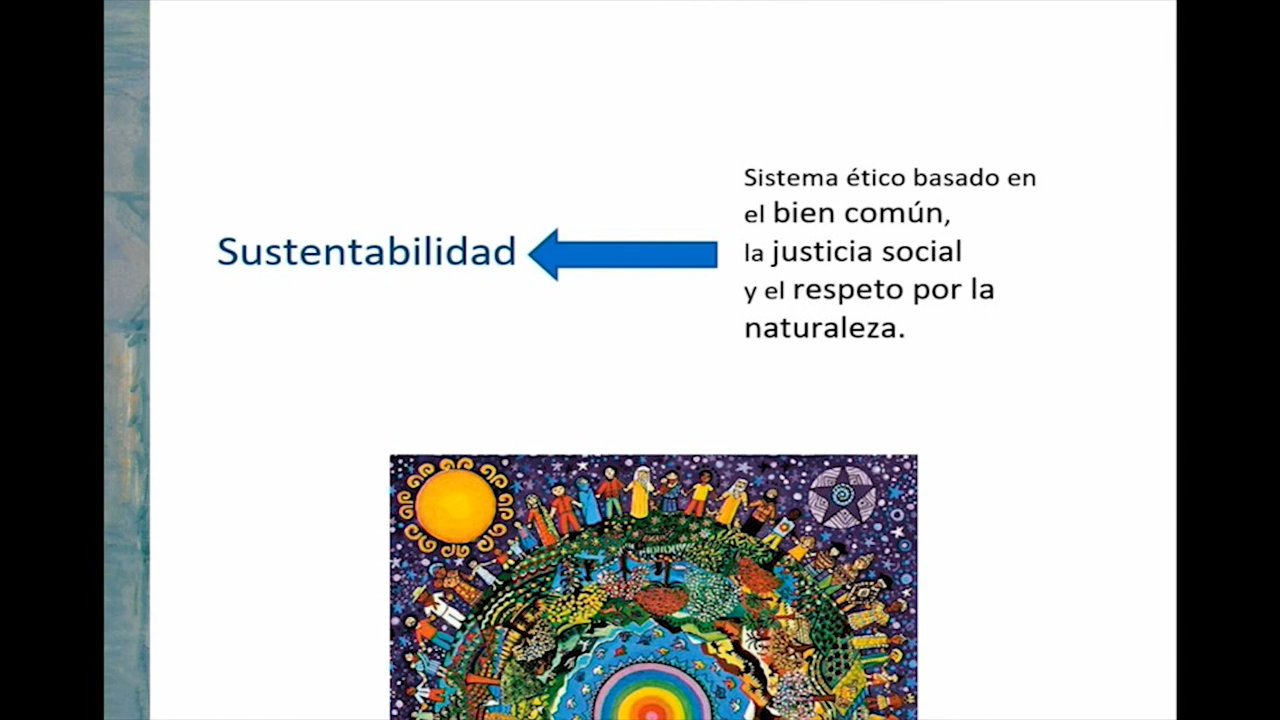 Sustentabilidad
Sistema ético basado en
el bien común,
la justicia social
y el respeto por la
naturaleza.